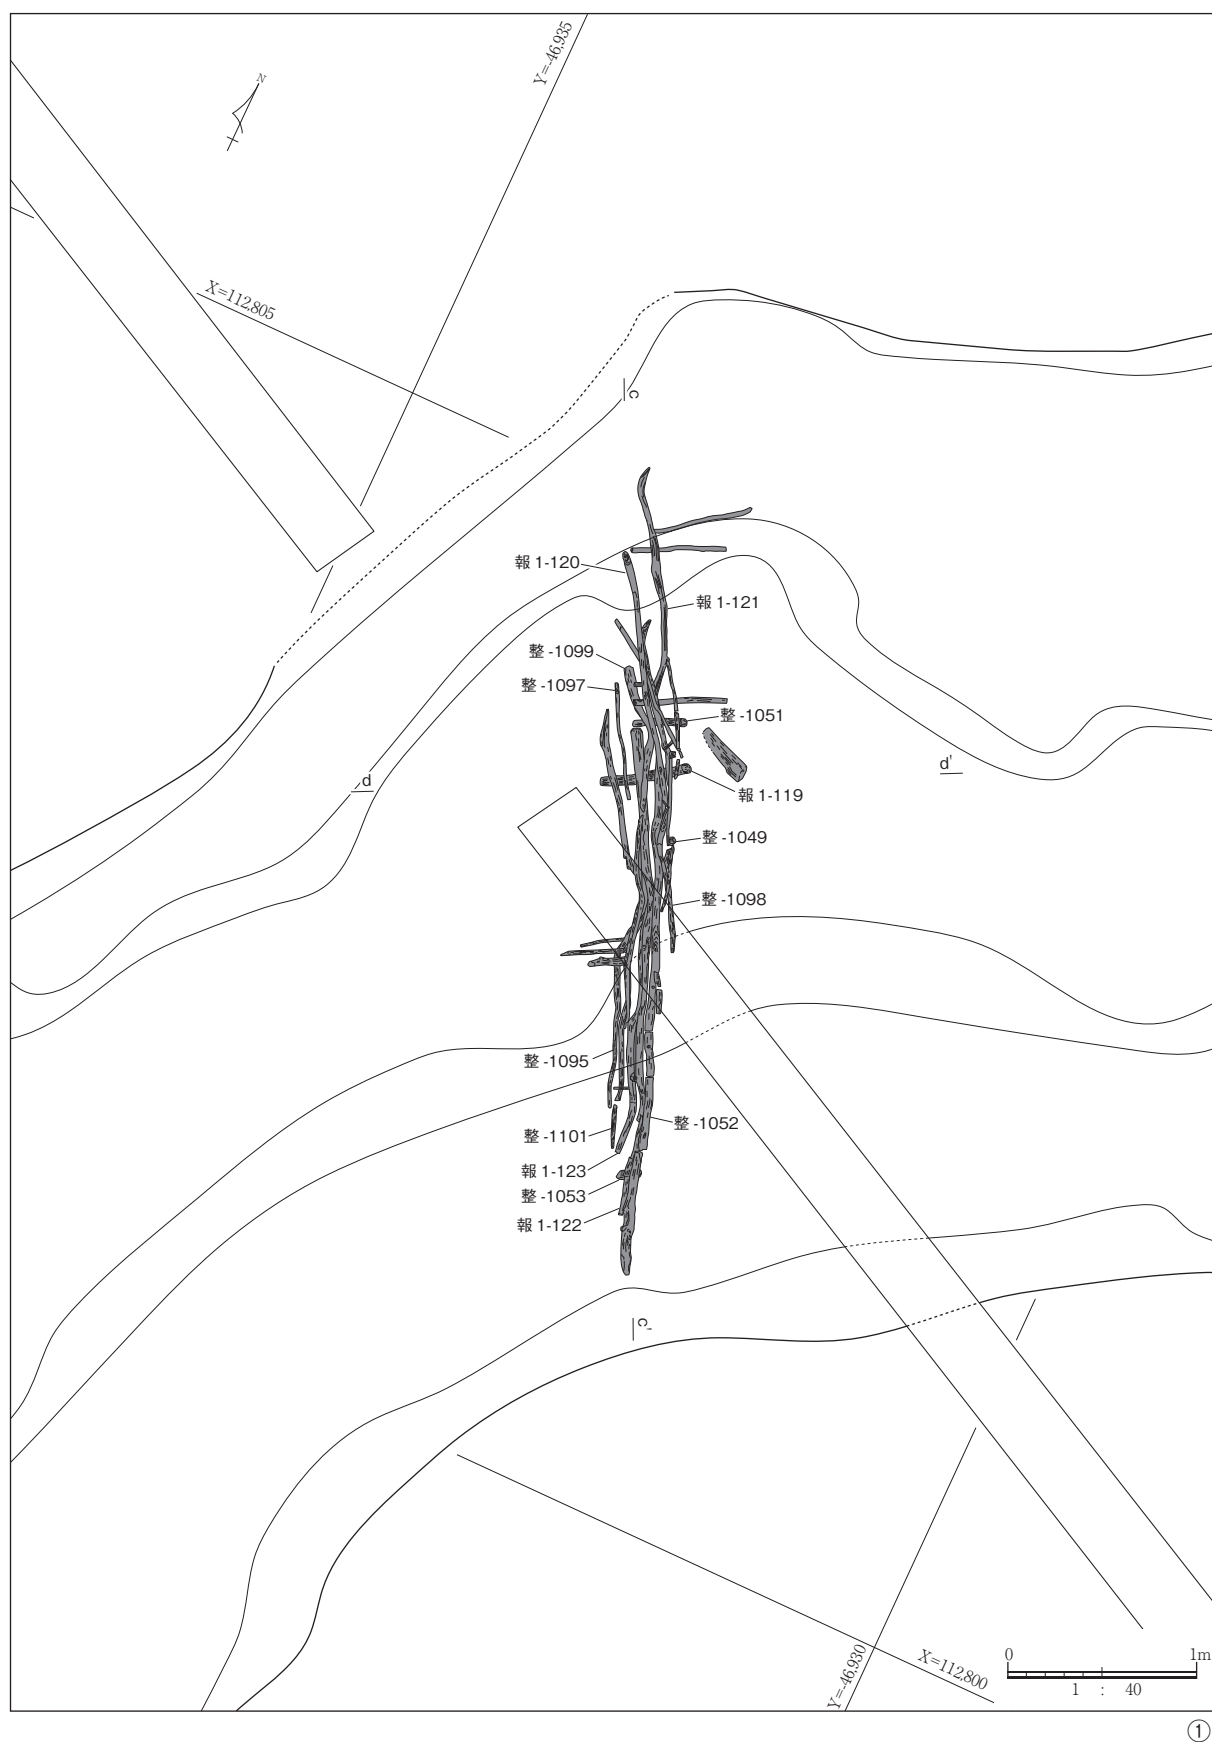 Y=-46,935
N
X=112,805
c
報 1-120
報 1-121
整 -1099
整 -1097
整 -1051
d
d'
報 1-119
整 -1049
整 -1098
整 -1095
整 -1052
整 -1101
報 1-123
整 -1053
報 1-122
c'
Y=-46,930
X=112,800
0 1m
1 : 40
①